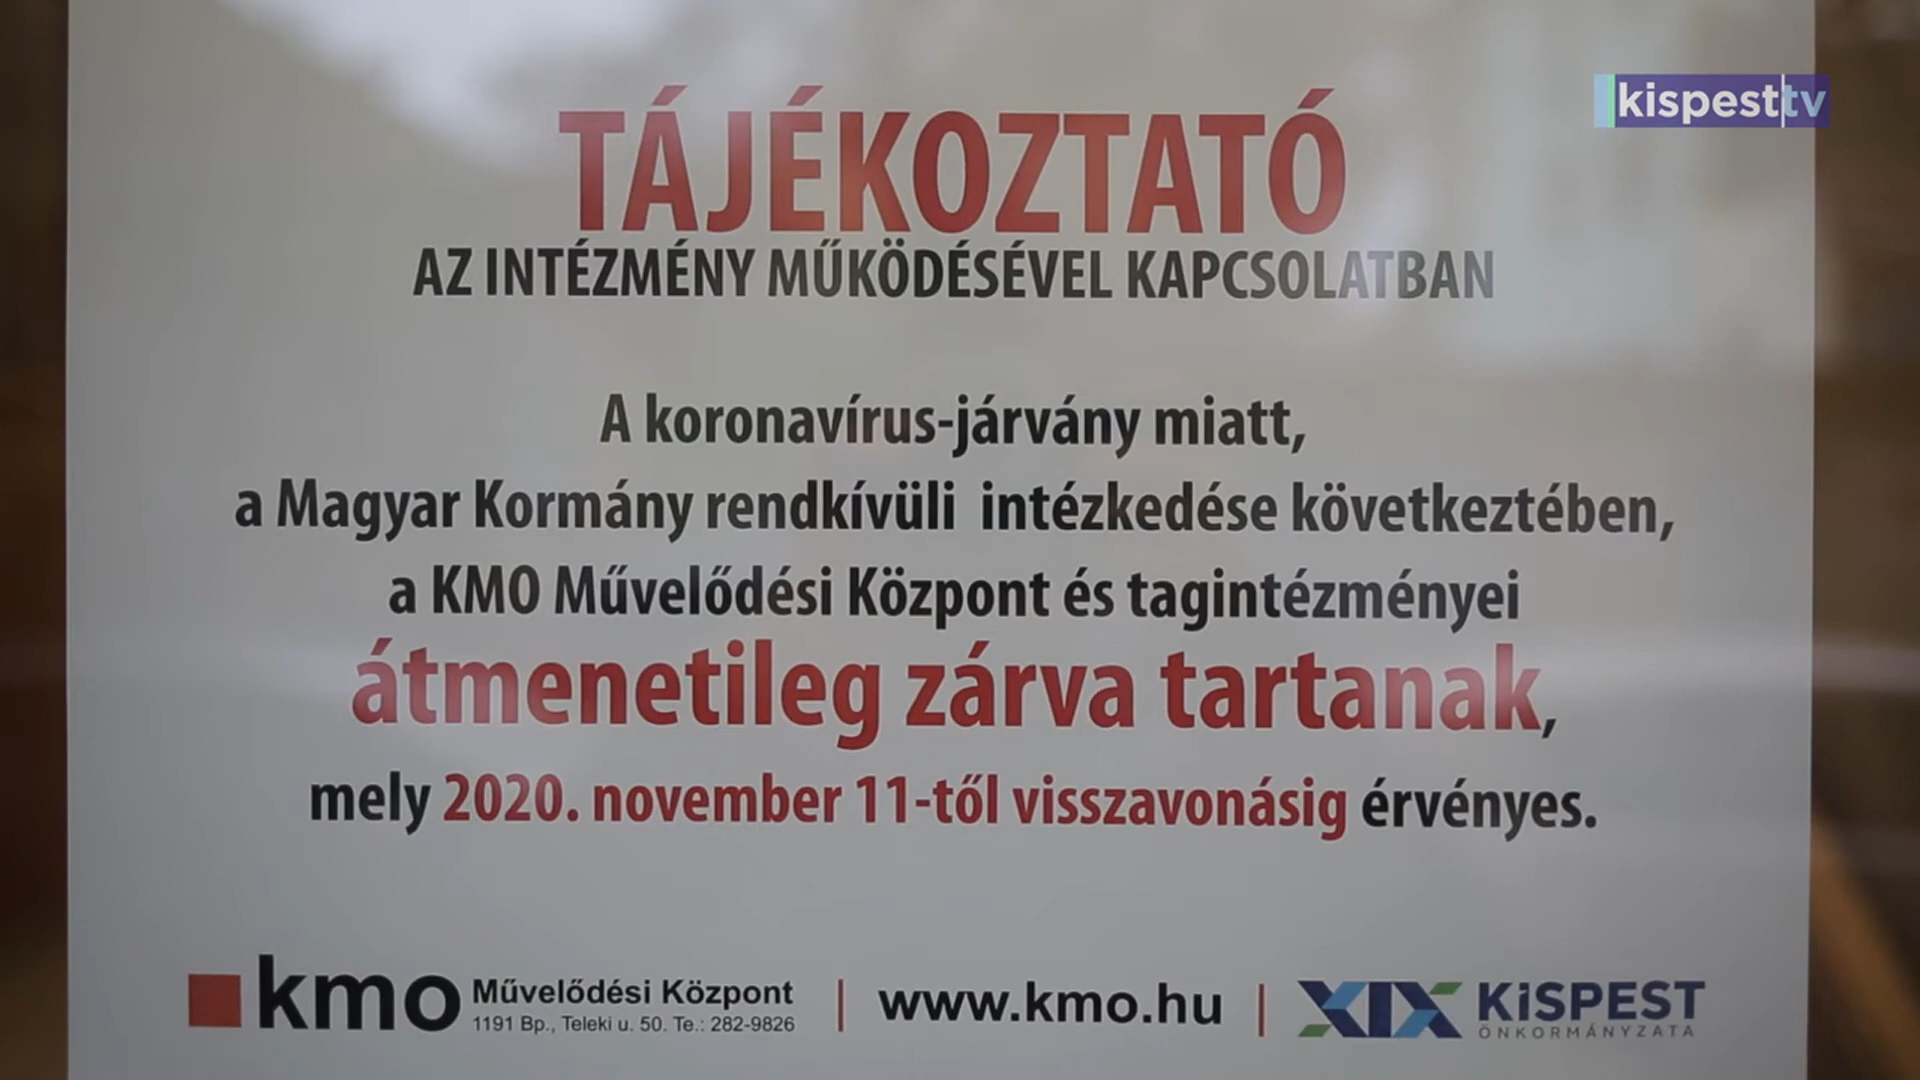 kispest tv
TÁJÉKOZTATÓ
AZ INTÉZMÉNY MŰKÖDÉSÉVEL KAPCSOLATBAN
A koronavírus-járvány miatt,
a Magyar Kormány rendkívüli intézkedése következtében,
a KMO Művelődési Központ és tagintézményei
átmenetileg zárva tartanak,
mely 2020. november 11-től visszavonásig érvényes.
kmo Művelődési Központ | www.kmo.hu | XIX KiSPEST
1191 Bp., Teleki u. 50. Te.: 282-9826
ÖNKORMÁNYZATA